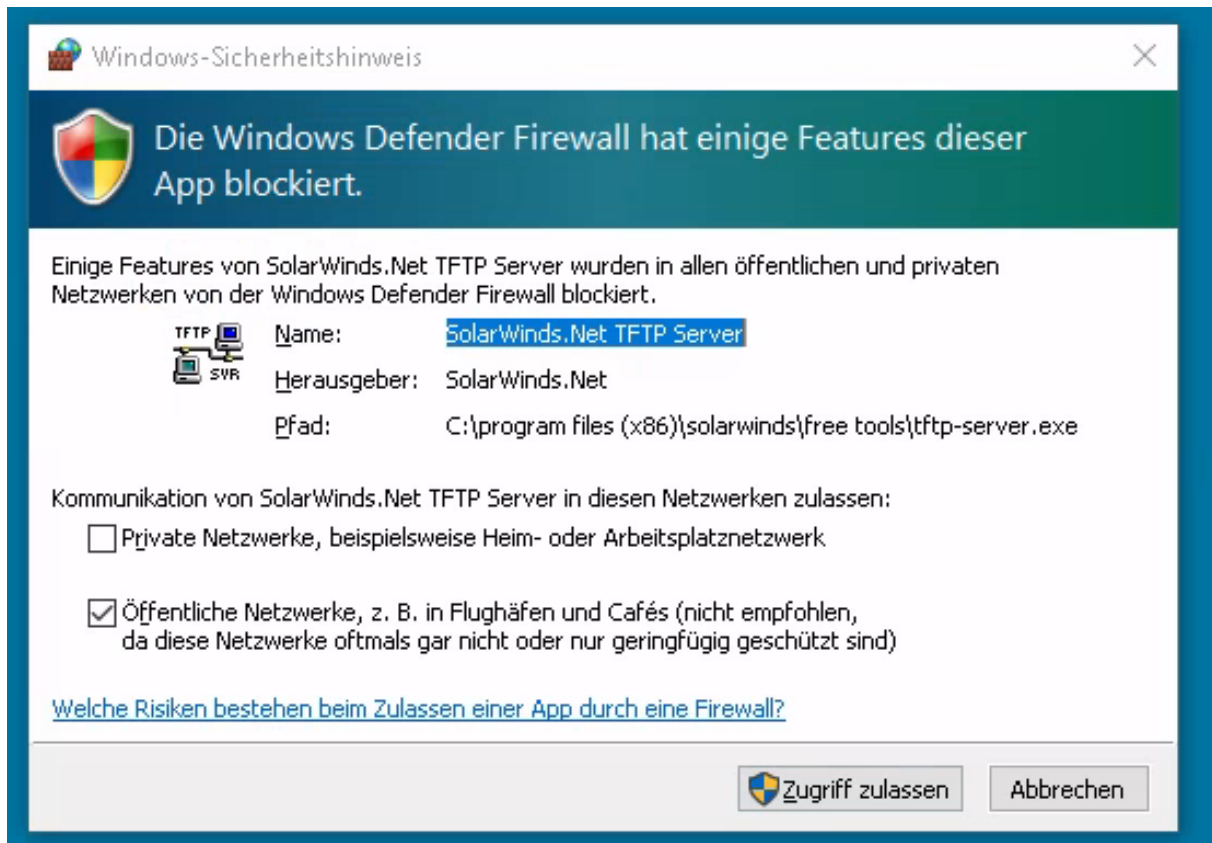 Windows-Sicherheitshinweis
Die Windows Defender Firewall hat einige Features dieser
App blockiert.
Einige Features von SolarWinds.Net TFTP Server wurden in allen öffentlichen und privaten
Netzwerken von der Windows Defender Firewall blockiert.
TFTP
SVR
Name: SolarWinds.Net TFTP Server
Herausgeber: SolarWinds.Net
Pfad: C:\program files (x86)\solarwinds\free tools\tftp-server.exe
Kommunikation von SolarWinds.Net TFTP Server in diesen Netzwerken zulassen:
Private Netzwerke, beispielsweise Heim- oder Arbeitsplatznetzwerk
Öffentliche Netzwerke, z. B. in Flughäfen und Cafés (nicht empfohlen,
da diese Netzwerke oftmals gar nicht oder nur geringfügig geschützt sind)
Welche Risiken bestehen beim Zulassen einer App durch eine Firewall?
Zugriff zulassen Abbrechen